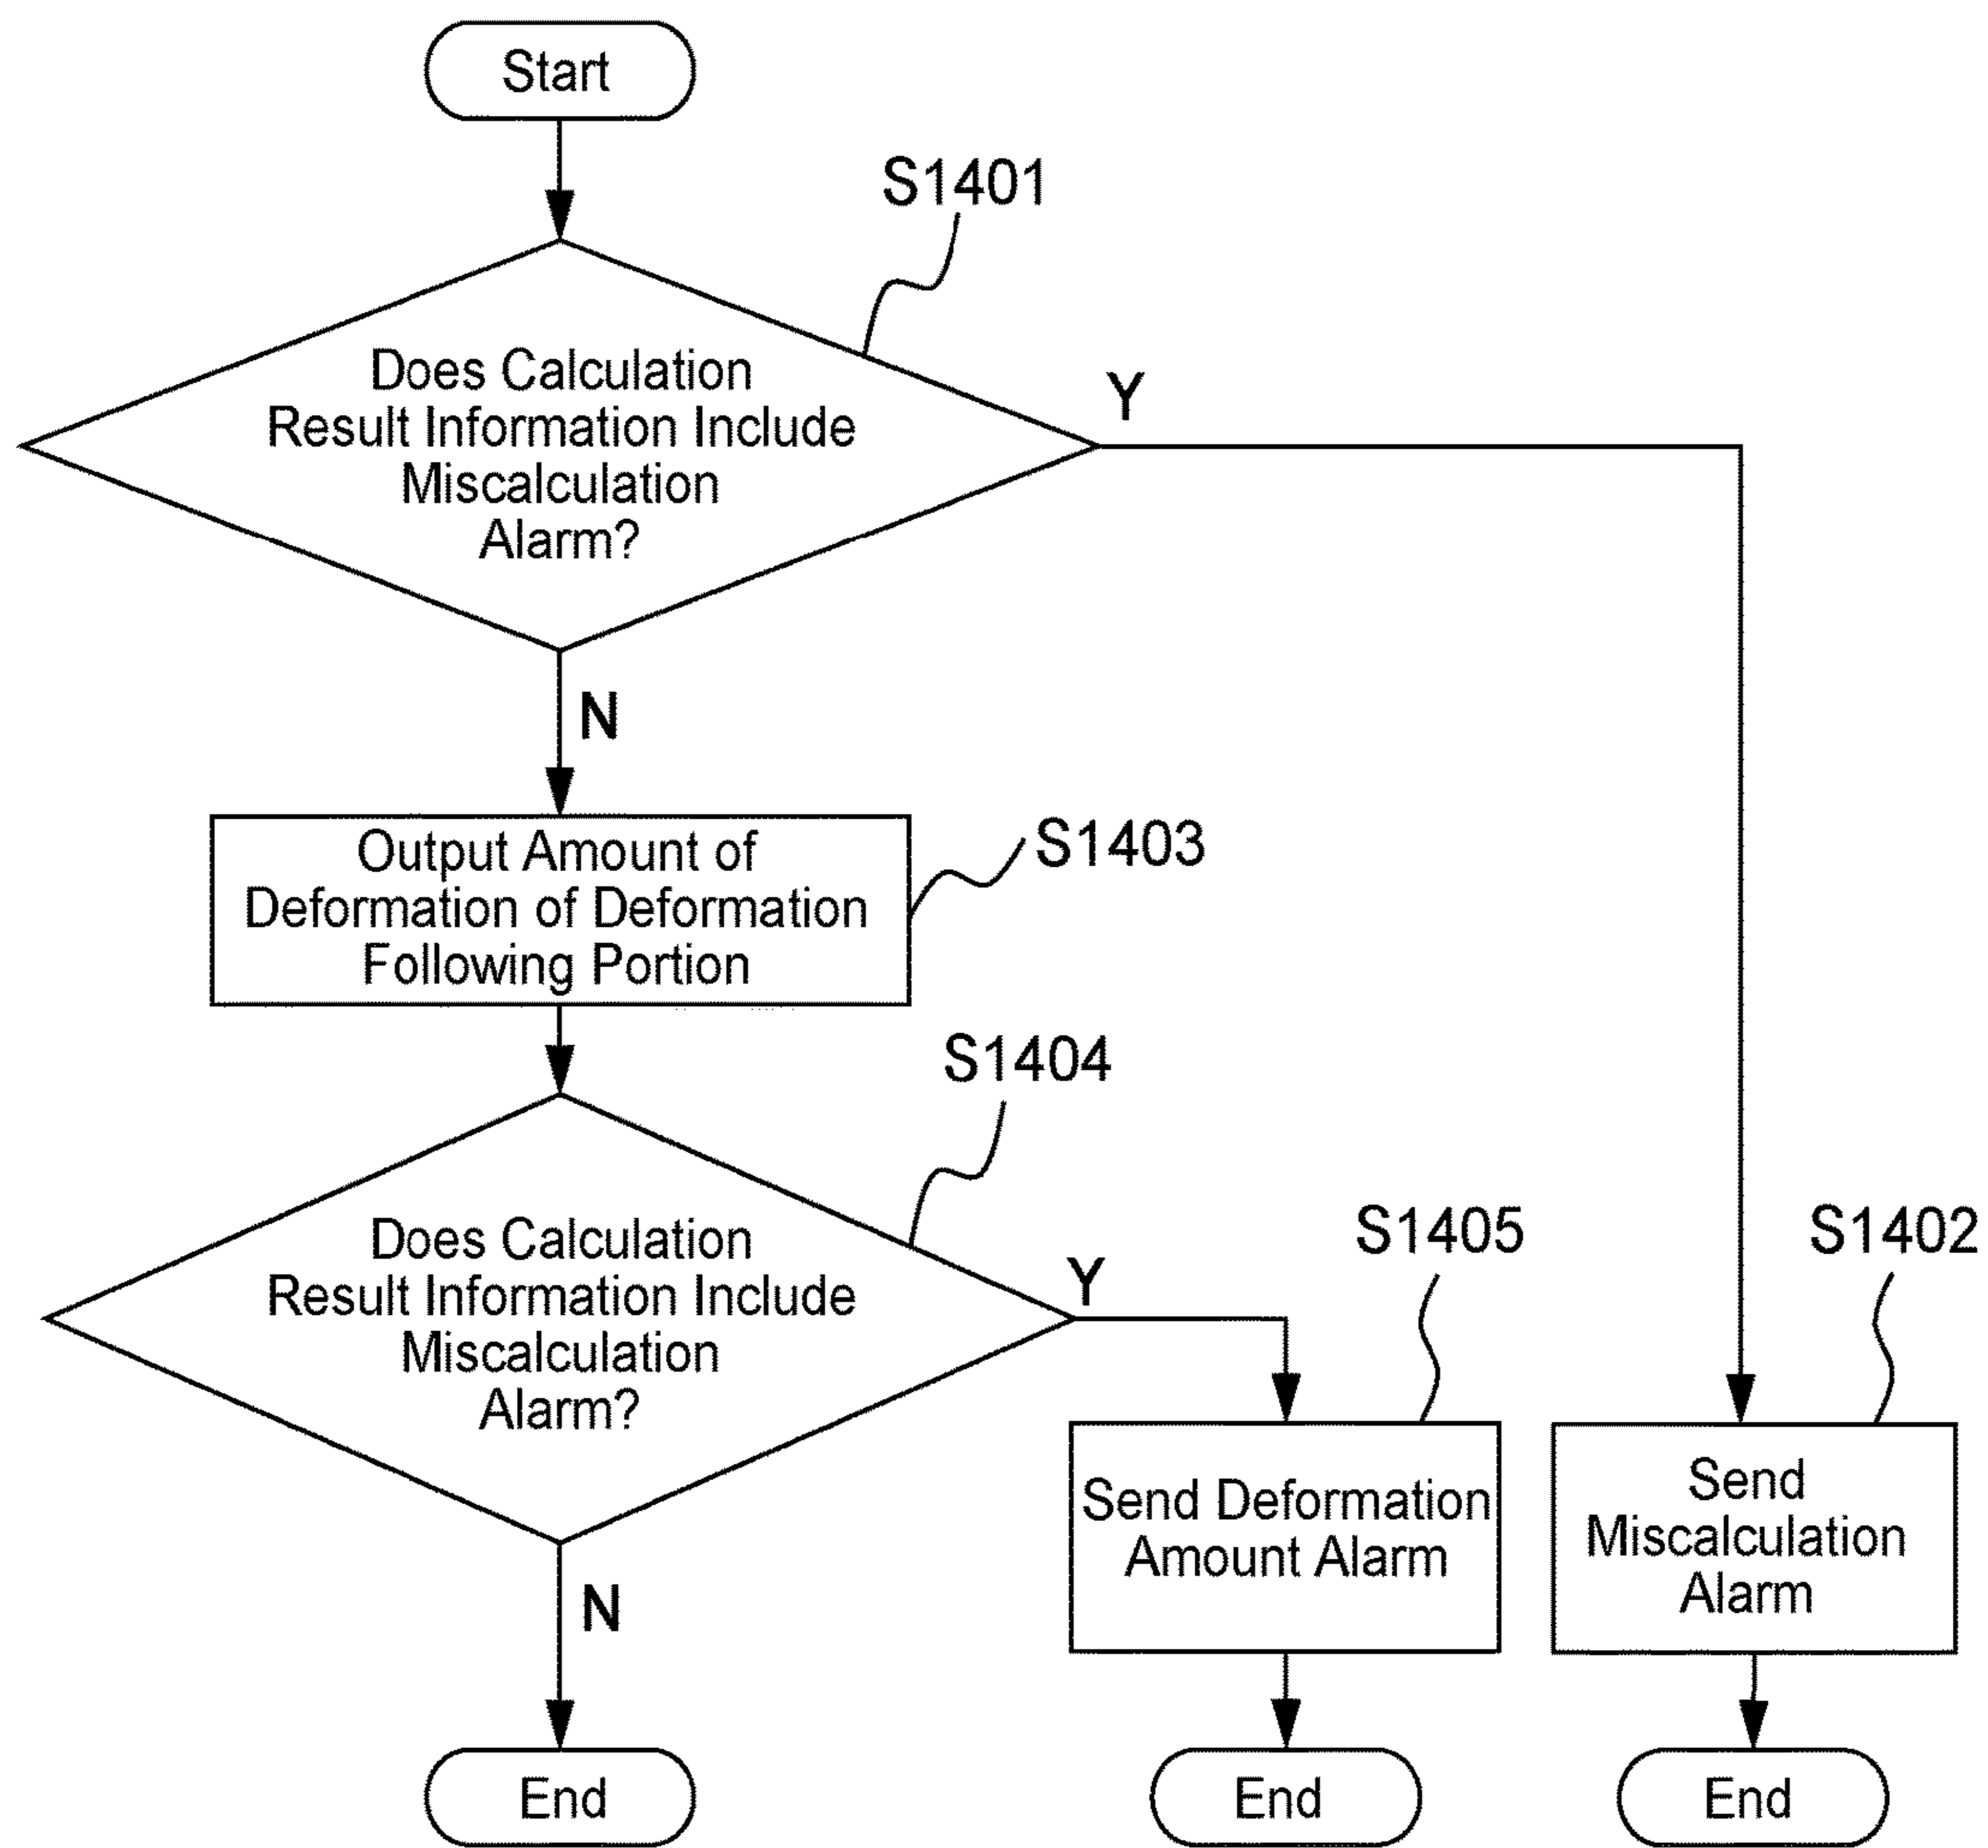 Start
S1401
Does Calculation
Result Information Include
Miscalculation
Alarm?
Y
N
Output Amount of
Deformation of Deformation
Following Portion
S1403
S1404
Does Calculation
Result Information Include
Miscalculation
Alarm?
Y
N
S1405
Send Deformation
Amount Alarm
S1402
Send
Miscalculation
Alarm
End
End
End